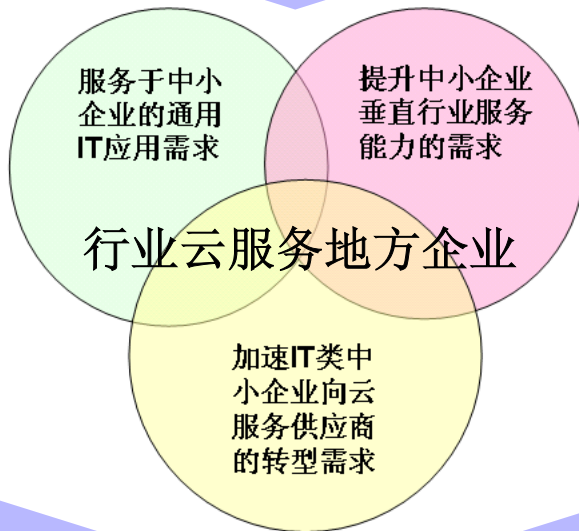 服务于中小
企业的通用
IT应用需求
提升中小企业
垂直行业服务
能力的需求
行业云服务地方企业
加速IT类中
小企业向云
服务供应商
的转型需求